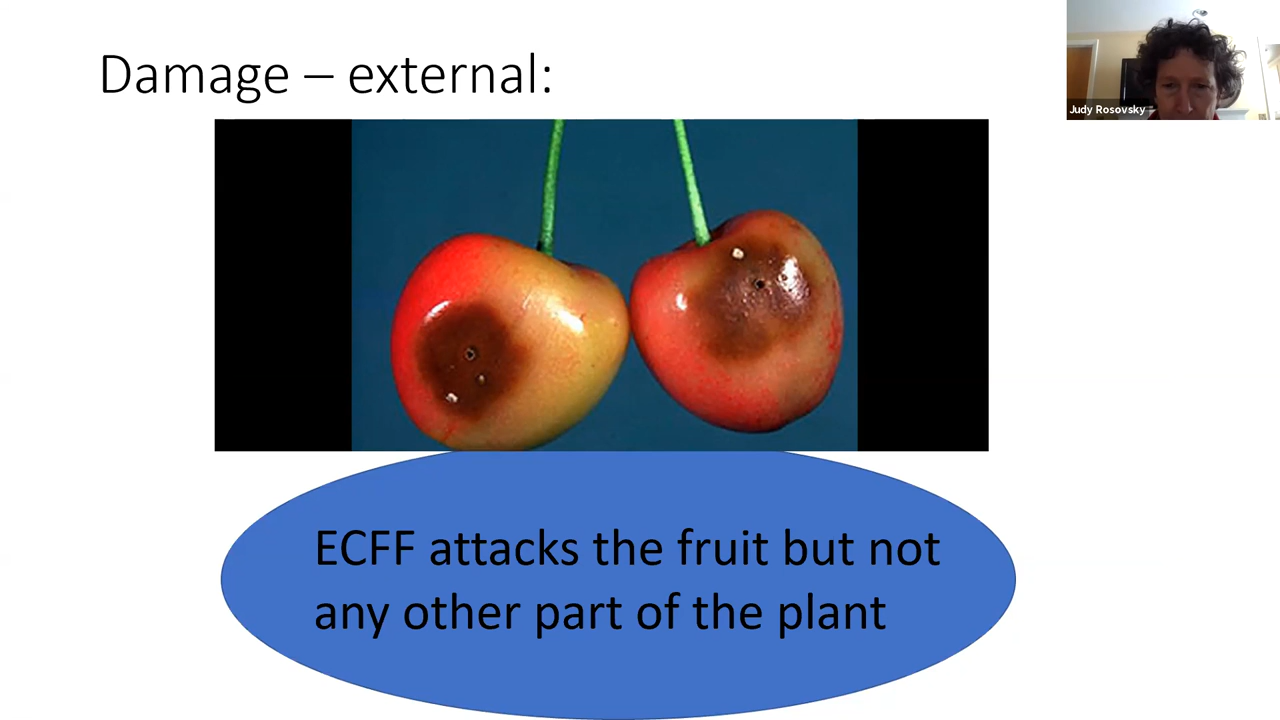 Damage – external:
Judy Rosovsky
ECFF attacks the fruit but not
any other part of the plant